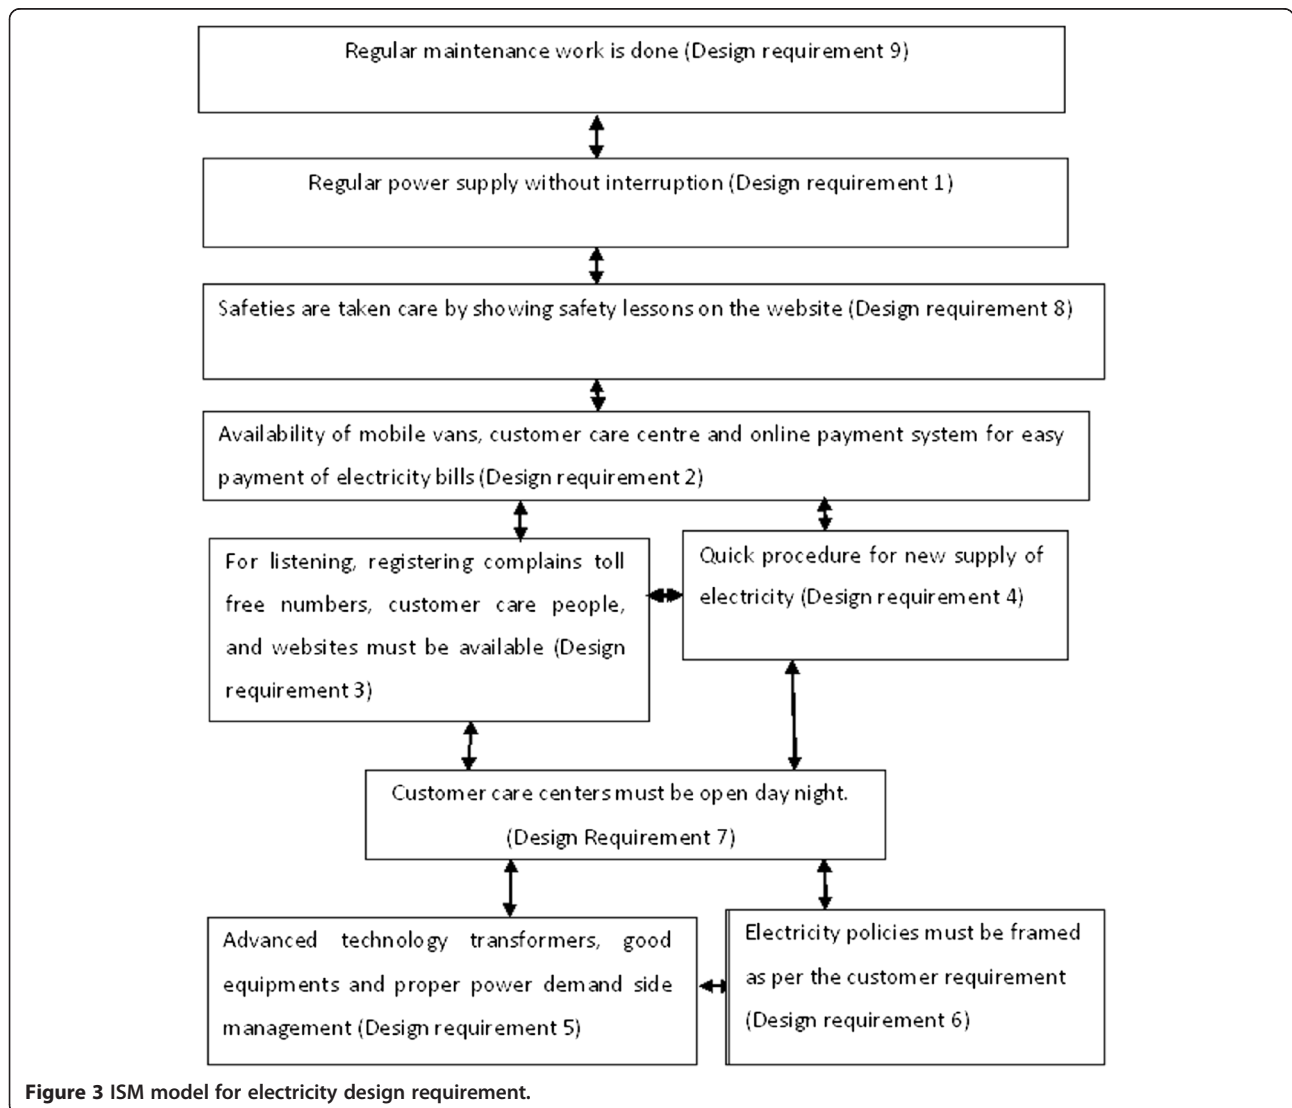 Regular maintenance work is done (Design requirement 9)
Regular power supply without interruption (Design requirement 1)
Safeties are taken care by showing safety lessons on the website (Design requirement 8)
Availability of mobile vans, customer care centre and online payment system for easy
payment of electricity bills (Design requirement 2)
For listening, registering complains toll
free numbers, customer care people,
and websites must be available (Design
requirement 3)
Quick procedure for new supply of
electricity (Design requirement 4)
Customer care centers must be open day night.
(Design Requirement 7)
Advanced technology transformers, good
equipments and proper power demand side
management (Design requirement 5)
Electricity policies must be framed
as per the customer requirement
(Design requirement 6)
Figure 3 ISM model for electricity design requirement.